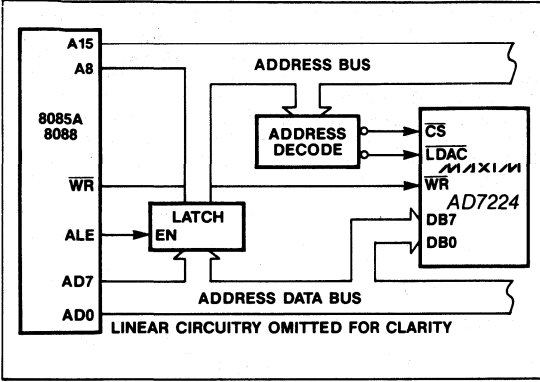 A15
A8
8085A
8088
WR
ALE
AD7
AD0
ADDRESS BUS
ADDRESS
DECODE
LATCH
EN
CS
LDAC
MAXIM
WR
AD7224
DB7
DB0
ADDRESS DATA BUS
LINEAR CIRCUITRY OMITTED FOR CLARITY